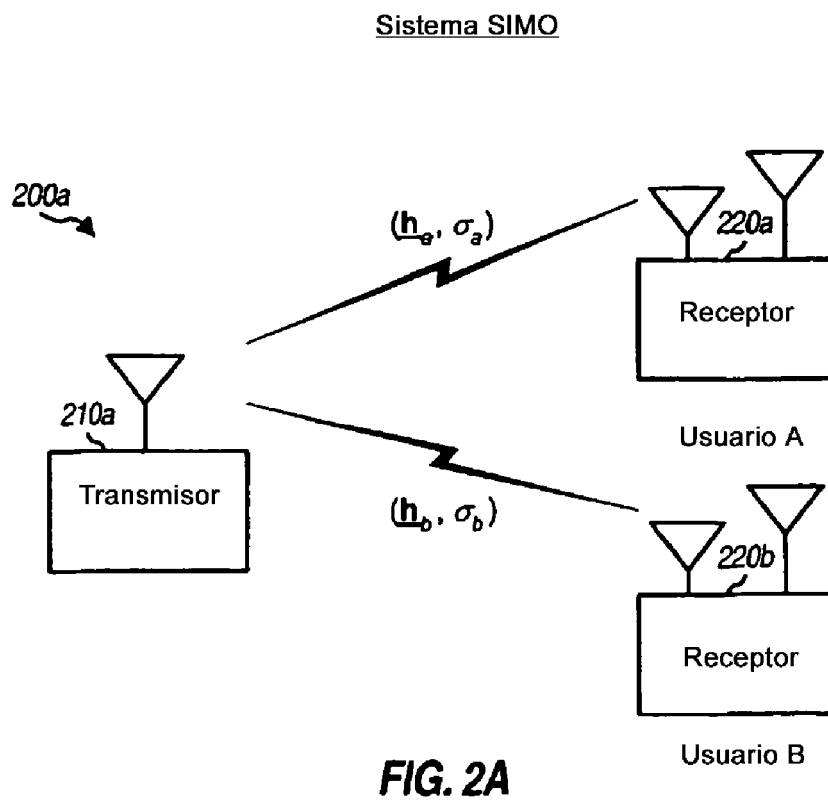 Sistema SIMO
200a
(h_a, σ_a)
220a
Receptor
Usuario A
210a
Transmisor
(h_b, σ_b)
220b
Receptor
Usuario B
FIG. 2A